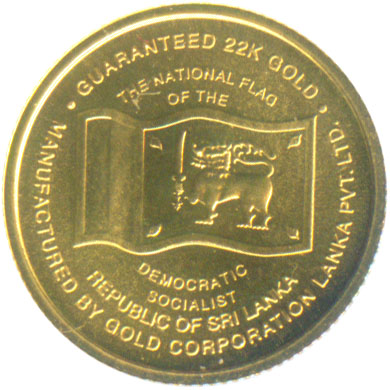 • GUARANTEED 22K GOLD •
MANUFACTURED BY GOLD CORPORATION LANKA PVT. LTD.
THE NATIONAL FLAG
OF THE
DEMOCRATIC
SOCIALIST
REPUBLIC OF SRI LANKA